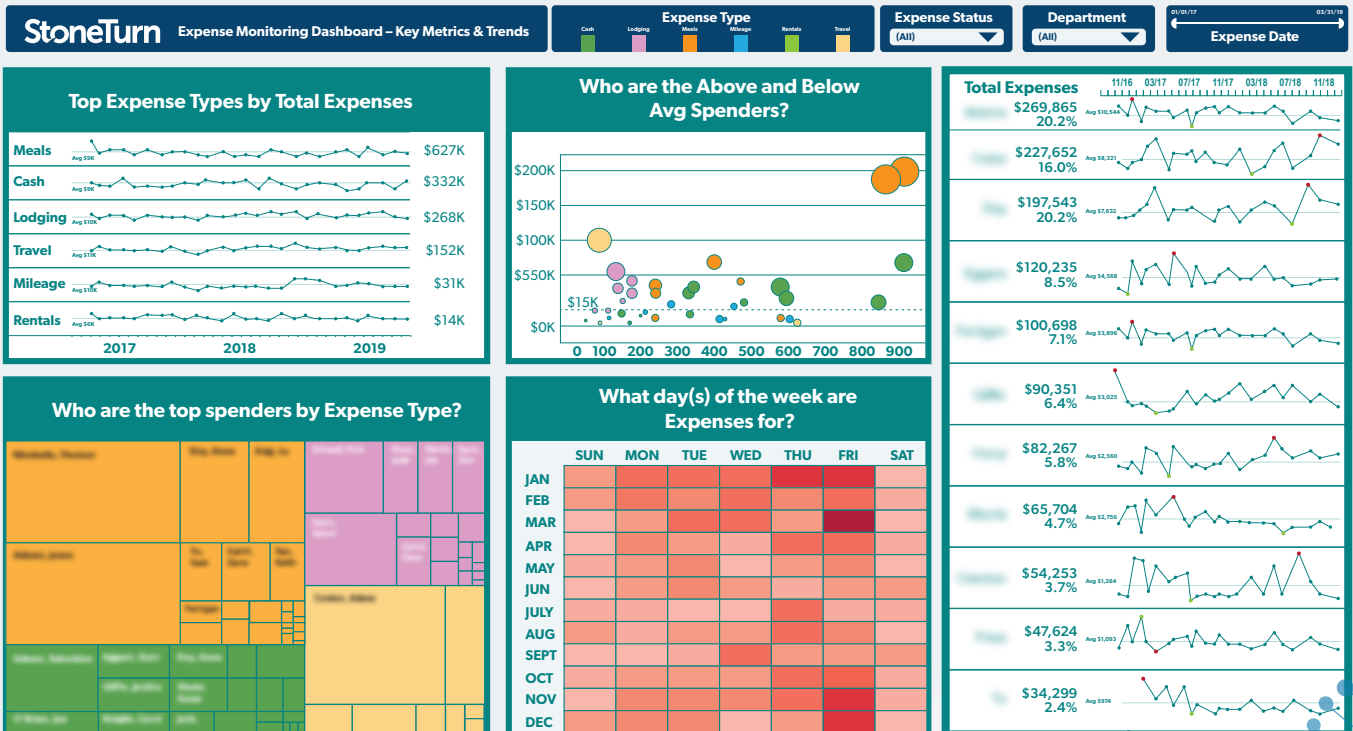 StoneTurn
Expense Monitoring Dashboard – Key Metrics & Trends
Expense Type
Cash Lodging Meals Mileage Rentals Travel
Expense Status
(All)
Department
(All)
01/01/17 03/31/19
Expense Date
Top Expense Types by Total Expenses
Meals Avg $9K $627K
Cash Avg $9K $332K
Lodging Avg $10K $268K
Travel Avg $11K $152K
Mileage Avg $10K $31K
Rentals Avg $6K $14K
2017 2018 2019
Who are the Above and Below
Avg Spenders?
$200K
$150K
$100K
$550K
$15K
$0K
0 100 200 300 400 500 600 700 800 900
Total Expenses
11/16 03/17 07/17 11/17 03/18 07/18 11/18
$269,865 Avg $10,544
20.2%
$227,652 Avg $8,321
16.0%
$197,543 Avg $7,632
20.2%
$120,235 Avg $4,568
8.5%
$100,698 Avg $3,896
7.1%
$90,351 Avg $3,025
6.4%
$82,267 Avg $2,560
5.8%
$65,704 Avg $2,756
4.7%
$54,253 Avg $1,264
3.7%
$47,624 Avg $1,093
3.3%
$34,299 Avg $974
2.4%
Who are the top spenders by Expense Type?
What day(s) of the week are
Expenses for?
SUN MON TUE WED THU FRI SAT
JAN
FEB
MAR
APR
MAY
JUN
JULY
AUG
SEPT
OCT
NOV
DEC